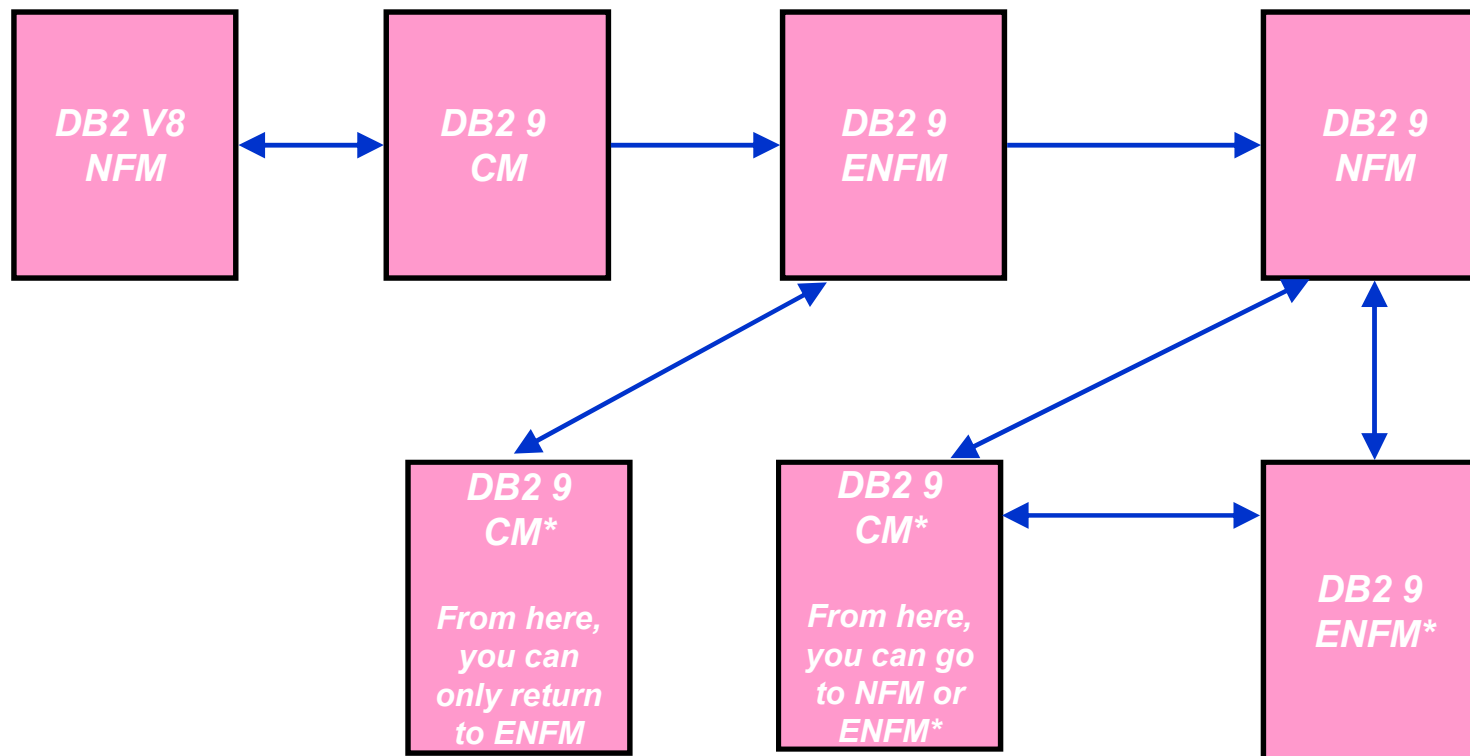 DB2 V8
NFM
DB2 9
CM
DB2 9
ENFM
DB2 9
NFM
DB2 9
CM*
From here,
you can
only return
to ENFM
DB2 9
CM*
From here,
you can go
to NFM or
ENFM*
DB2 9
ENFM*